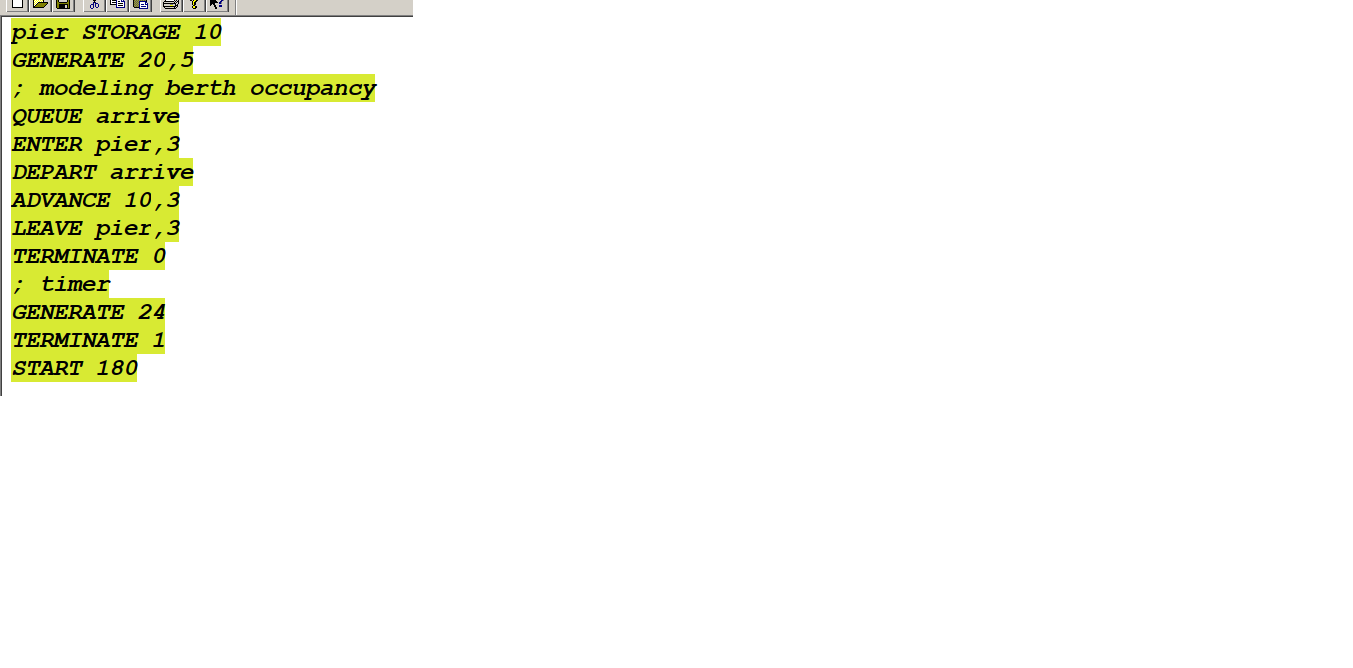 pier STORAGE 10
GENERATE 20,5
; modeling berth occupancy
QUEUE arrive
ENTER pier,3
DEPART arrive
ADVANCE 10,3
LEAVE pier,3
TERMINATE 0
; timer
GENERATE 24
TERMINATE 1
START 180